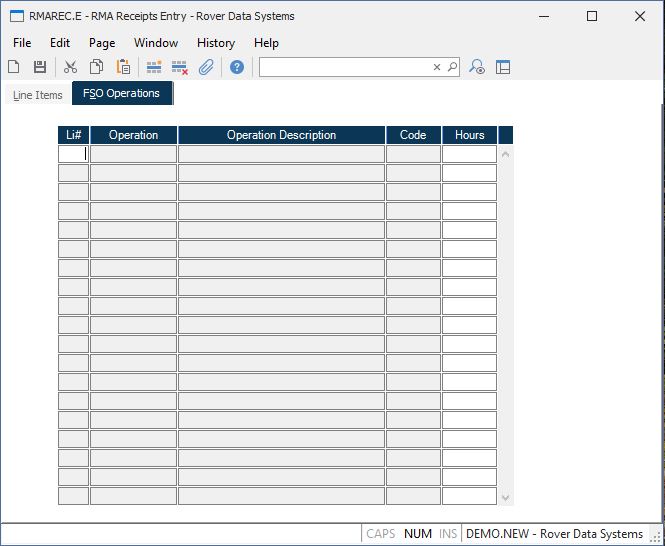 RMAREC.E - RMA Receipts Entry - Rover Data Systems
File Edit Page Window History Help
Line Items FSO Operations
Li# Operation Operation Description Code Hours
CAPS NUM INS DEMO.NEW - Rover Data Systems